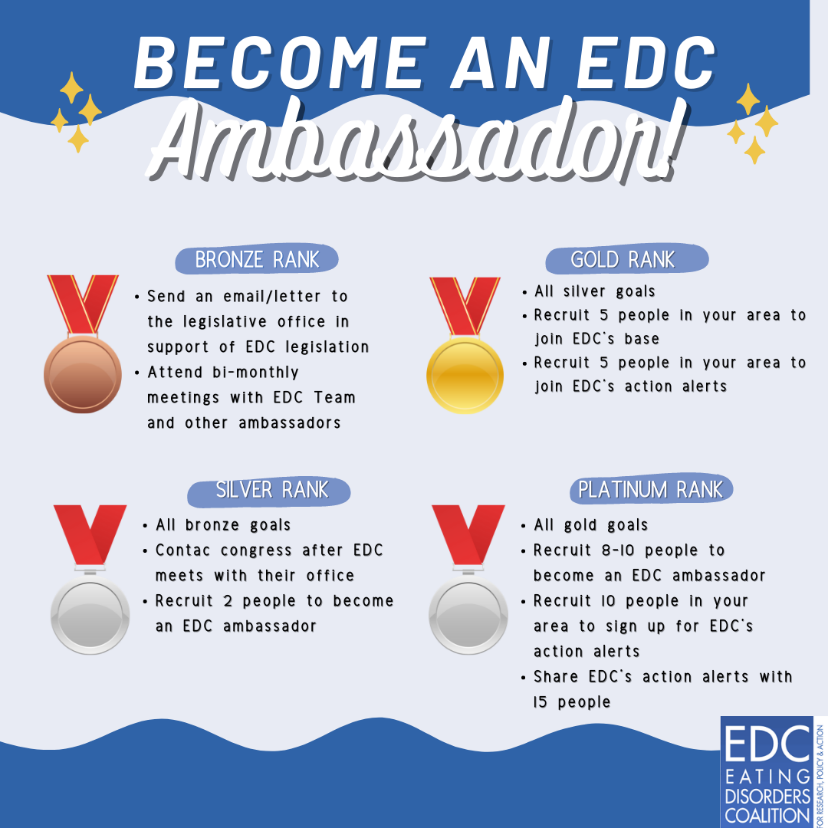 BECOME AN EDC
Ambassador!
BRONZE RANK
• Send an email/letter to
the legislative office in
support of EDC legislation
• Attend bi-monthly
meetings with EDC Team
and other ambassadors
GOLD RANK
• All silver goals
• Recruit 5 people in your area to
join EDC's base
• Recruit 5 people in your area to
join EDC's action alerts
SILVER RANK
• All bronze goals
• Contac congress after EDC
meets with their office
• Recruit 2 people to become
an EDC ambassador
PLATINUM RANK
• All gold goals
• Recruit 8-10 people to
become an EDC ambassador
• Recruit 10 people in your
area to sign up for EDC's
action alerts
• Share EDC's action alerts with
15 people
EDC
EATING
DISORDERS
COALITION
FOR RESEARCH, POLICY & ACTION